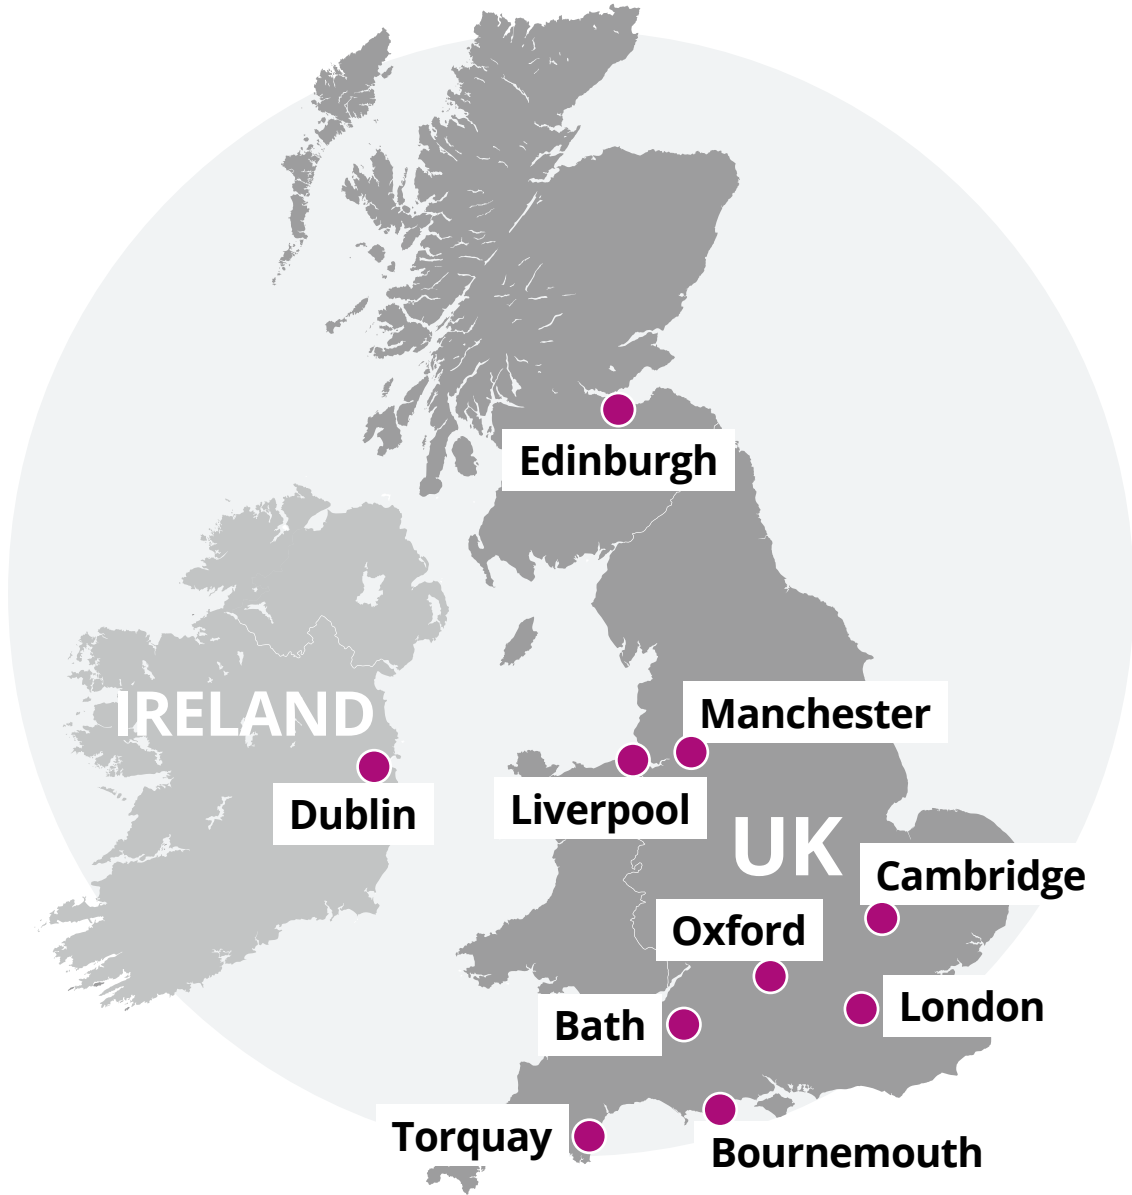 Edinburgh
IRELAND
Manchester
Dublin
Liverpool
UK
Cambridge
Oxford
London
Bath
Torquay
Bournemouth